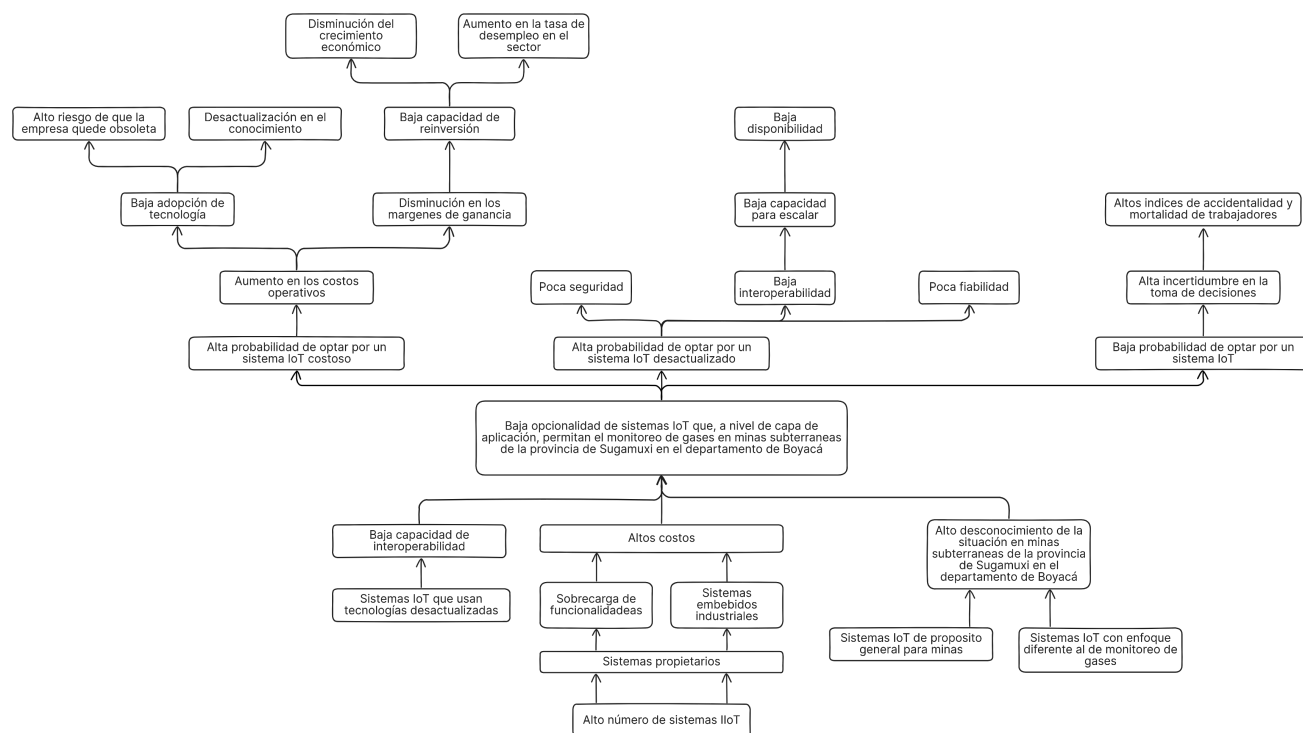 Disminución del
crecimiento
económico
Aumento en la tasa de
desempleo en el
sector
Alto riesgo de que la
empresa quede obsoleta
Desactualización en el
conocimiento
Baja capacidad de
reinversión
Baja
disponibilidad
Baja adopción de
tecnología
Disminución en los
margenes de ganancia
Baja capacidad
para escalar
Altos indices de accidentalidad y
mortalidad de trabajadores
Aumento en los costos
operativos
Poca seguridad
Baja
interoperabilidad
Poca fiabilidad
Alta incertidumbre en la
toma de decisiones
Alta probabilidad de optar por un
sistema IoT costoso
Alta probabilidad de optar por un
sistema IoT desactualizado
Baja probabilidad de optar por un
sistema IoT
Baja opcionalidad de sistemas IoT que, a nivel de capa de
aplicación, permitan el monitoreo de gases en minas subterraneas
de la provincia de Sugamuxi en el departamento de Boyacá
Baja capacidad de
interoperabilidad
Altos costos
Alto desconocimiento de la
situación en minas
subterraneas de la provincia
de Sugamuxi en el
departamento de Boyacá
Sistemas IoT que usan
tecnologías desactualizadas
Sobrecarga de
funcionalidadeas
Sistemas
embebidos
industriales
Sistemas IoT de proposito
general para minas
Sistemas IoT con enfoque
diferente al de monitoreo de
gases
Sistemas propietarios
Alto número de sistemas IIoT